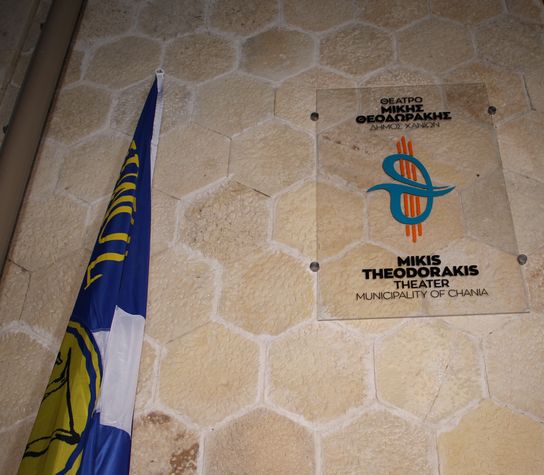 ΘΕΑΤΡΟ
ΜΙΚΗΣ
ΘΕΟΔΩΡΑΚΗΣ
ΔΗΜΟΣ ΧΑΝΙΩΝ
MIKIS
THEODORAKIS
THEATER
MUNICIPALITY OF CHANIA